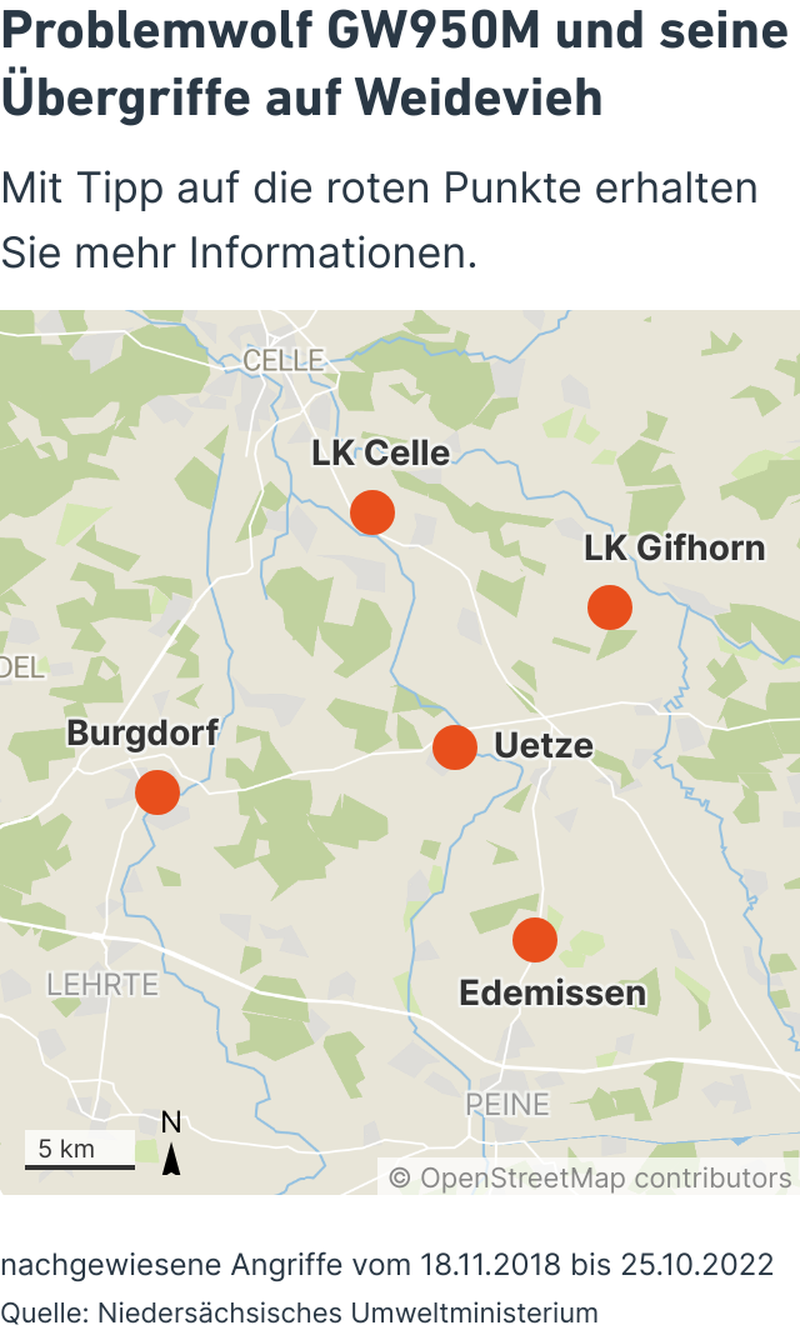 Problemwolf GW950M und seine
Übergriffe auf Weidevieh
Mit Tipp auf die roten Punkte erhalten
Sie mehr Informationen.
CELLE
LK Celle
LK Gifhorn
DEL
Burgdorf
Uetze
Edemissen
LEHRTE
PEINE
N
5 km
© OpenStreetMap contributors
nachgewiesene Angriffe vom 18.11.2018 bis 25.10.2022
Quelle: Niedersächsisches Umweltministerium